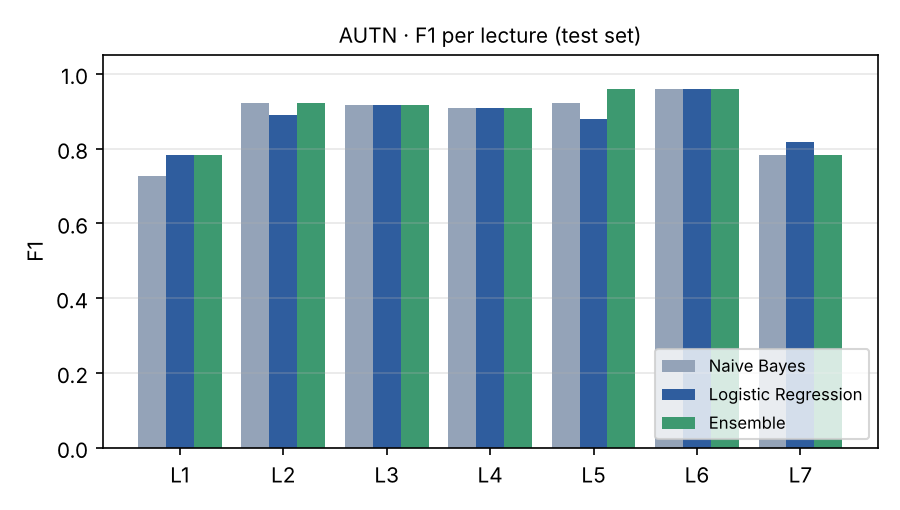 AUTN · F1 per lecture (test set)
F1
1.0
0.8
0.6
0.4
0.2
0.0
L1 L2 L3 L4 L5 L6 L7
Naive Bayes
Logistic Regression
Ensemble